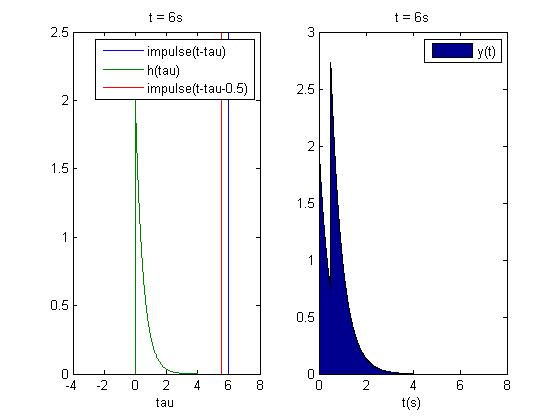 t = 6s
2.5
2
1.5
1
0.5
0
-4 -2 0 2 4 6 8
tau
impulse(t-tau)
h(tau)
impulse(t-tau-0.5)
t = 6s
3
2.5
2
1.5
1
0.5
0
0 2 4 6 8
t(s)
y(t)